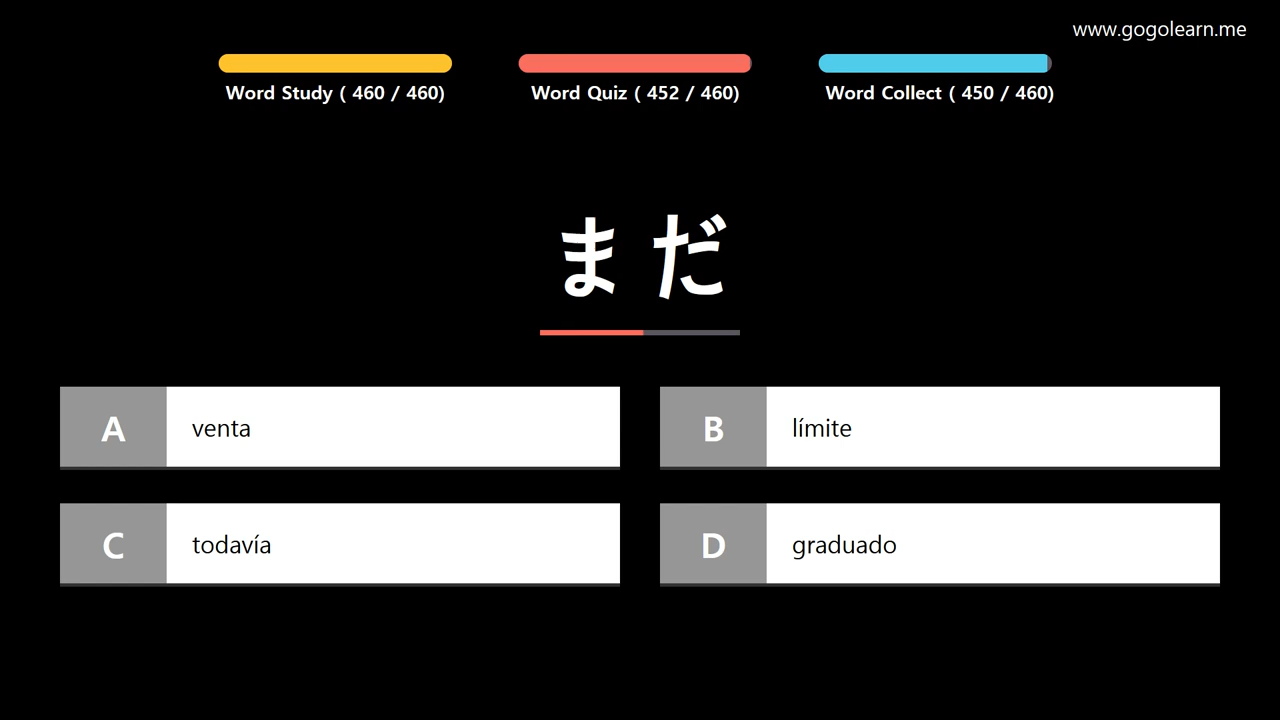 www.gogolearn.me
Word Study ( 460 / 460)
Word Quiz ( 452 / 460)
Word Collect ( 450 / 460)
まだ
A venta
B límite
C todavía
D graduado